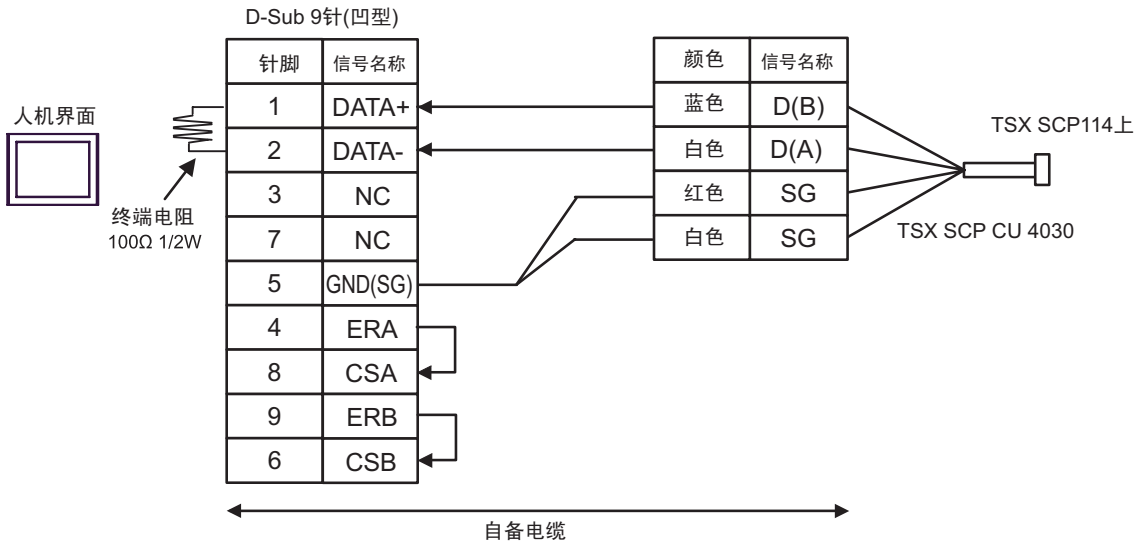 D-Sub 9针(凹型)
针脚 信号名称
1 DATA+
2 DATA-
3 NC
7 NC
5 GND(SG)
4 ERA
8 CSA
9 ERB
6 CSB
人机界面
终端电阻
100Ω 1/2W
颜色 信号名称
蓝色 D(B)
白色 D(A)
红色 SG
白色 SG
TSX SCP114上
TSX SCP CU 4030
自备电缆